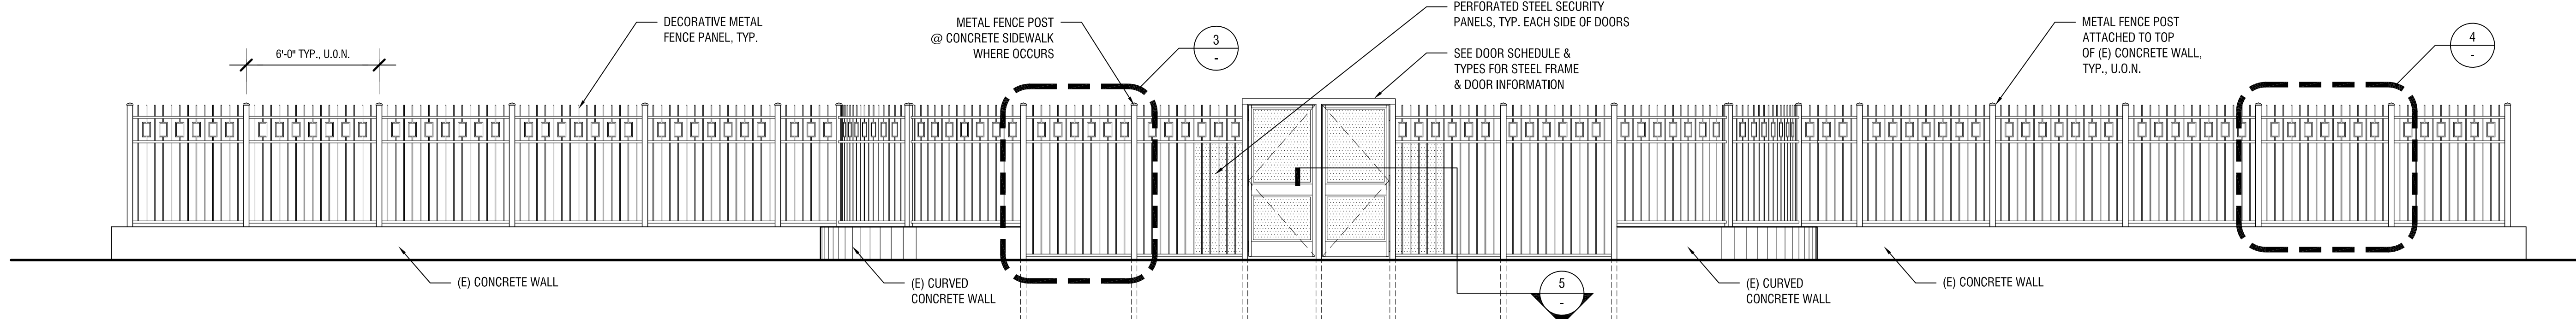 6'-0" TYP., U.O.N.
DECORATIVE METAL
FENCE PANEL, TYP.
METAL FENCE POST
@ CONCRETE SIDEWALK
WHERE OCCURS
3
-
PERFORATED STEEL SECURITY
PANELS, TYP. EACH SIDE OF DOORS
SEE DOOR SCHEDULE &
TYPES FOR STEEL FRAME
& DOOR INFORMATION
METAL FENCE POST
ATTACHED TO TOP
OF (E) CONCRETE WALL,
TYP., U.O.N.
4
-
(E) CONCRETE WALL
(E) CURVED
CONCRETE WALL
5
-
(E) CURVED
CONCRETE WALL
(E) CONCRETE WALL